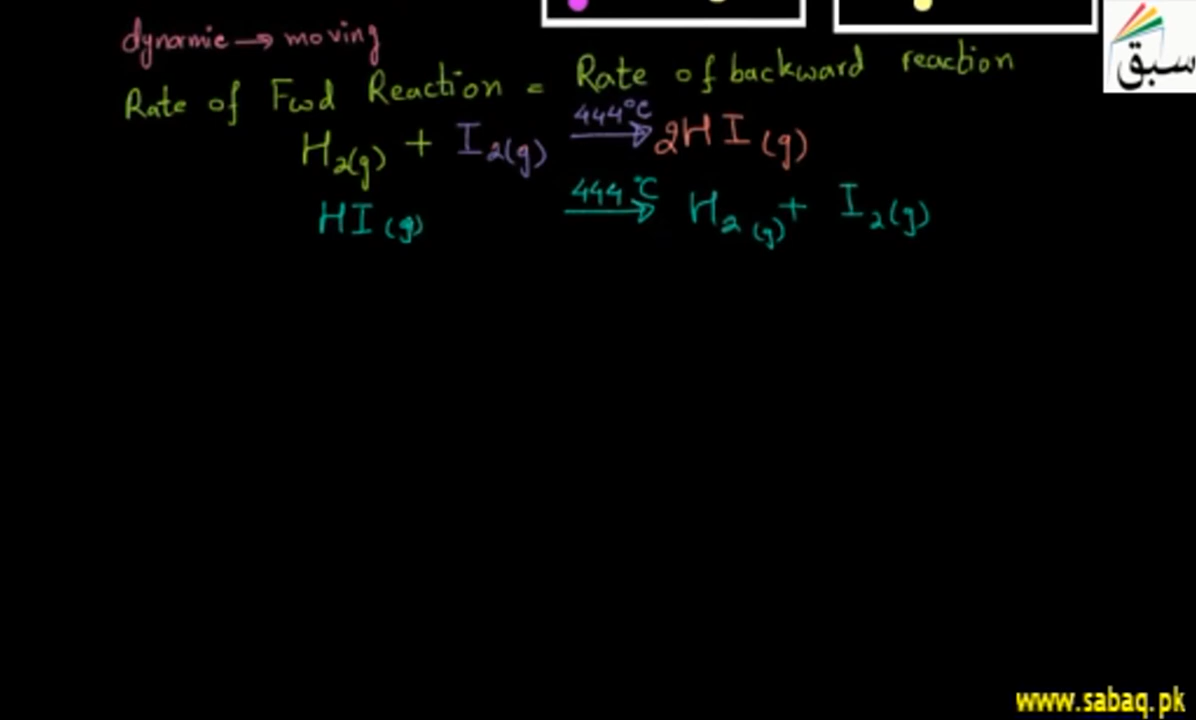 dynamic → moving
سبق
Rate of Fwd Reaction = Rate of backward reaction
H₂(g) + I₂(g) 444°C → 2HI(g)
HI(g) 444°C → H₂(g) + I₂(g)
www.sabaq.pk